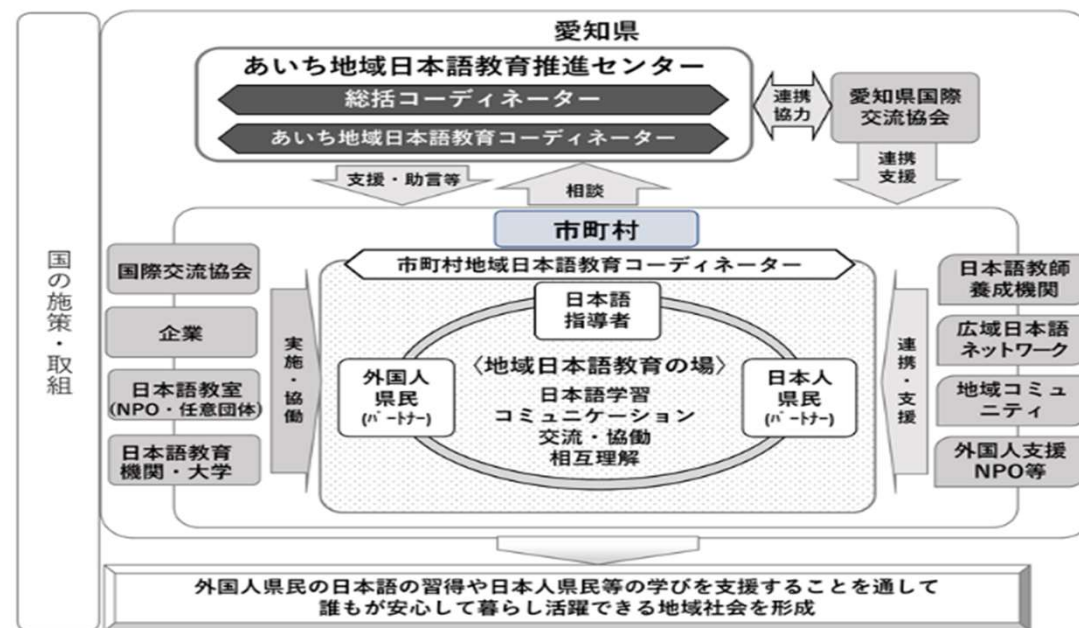 愛知県
あいち地域日本語教育推進センター
総括コーディネーター
あいち地域日本語教育コーディネーター
連携
協力
愛知県国際
交流協会
支援・助言等
相談
連携
支援
国の施策・取組
市町村
市町村地域日本語教育コーディネーター
国際交流協会
企業
日本語教室
(NPO・任意団体)
日本語教育
機関・大学
実施・協働
日本語
指導者
外国人
県民
(ﾊﾟｰﾄﾅｰ)
〈地域日本語教育の場〉
日本語学習
コミュニケーション
交流・協働
相互理解
日本人
県民
(ﾊﾟｰﾄﾅｰ)
連携・支援
日本語教師
養成機関
広域日本語
ネットワーク
地域コミュ
ニティ
外国人支援
NPO等
外国人県民の日本語の習得や日本人県民等の学びを支援することを通して
誰もが安心して暮らし活躍できる地域社会を形成